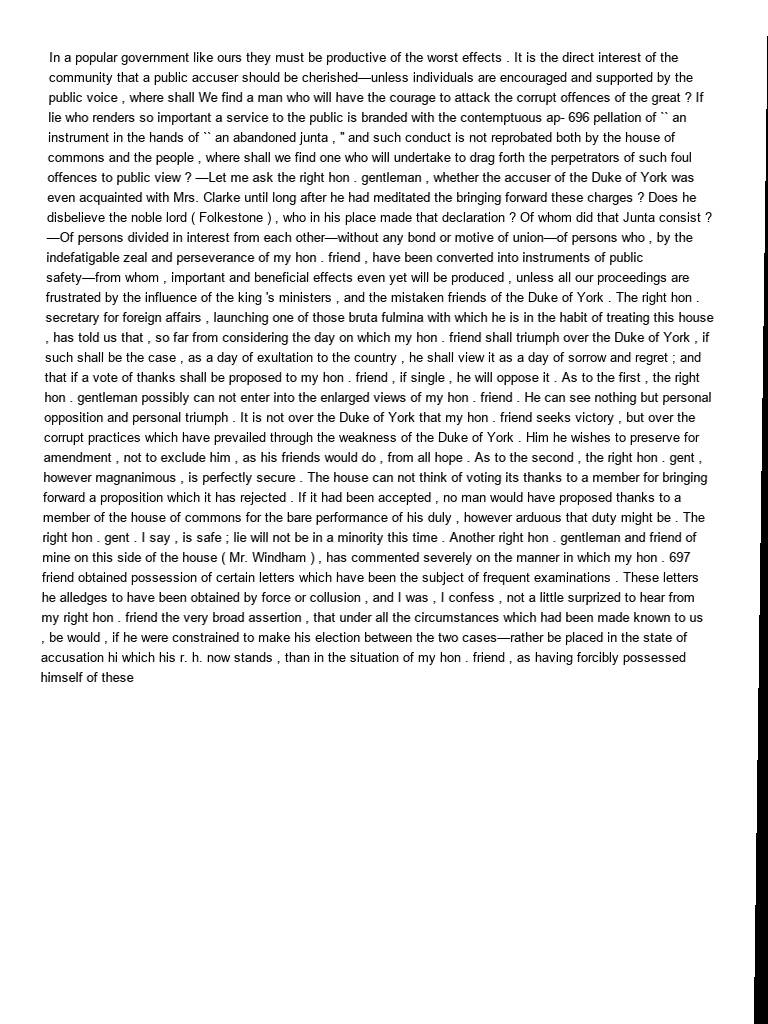 In a popular government like ours they must be productive of the worst effects . It is the direct interest of the
community that a public accuser should be cherished—unless individuals are encouraged and supported by the
public voice , where shall We find a man who will have the courage to attack the corrupt offences of the great ? If
lie who renders so important a service to the public is branded with the contemptuous ap- 696 pellation of `` an
instrument in the hands of `` an abandoned junta , '' and such conduct is not reprobated both by the house of
commons and the people , where shall we find one who will undertake to drag forth the perpetrators of such foul
offences to public view ? —Let me ask the right hon . gentleman , whether the accuser of the Duke of York was
even acquainted with Mrs. Clarke until long after he had meditated the bringing forward these charges ? Does he
disbelieve the noble lord ( Folkestone ) , who in his place made that declaration ? Of whom did that Junta consist ?
—Of persons divided in interest from each other—without any bond or motive of union—of persons who , by the
indefatigable zeal and perseverance of my hon . friend , have been converted into instruments of public
safety—from whom , important and beneficial effects even yet will be produced , unless all our proceedings are
frustrated by the influence of the king 's ministers , and the mistaken friends of the Duke of York . The right hon .
secretary for foreign affairs , launching one of those bruta fulmina with which he is in the habit of treating this house
, has told us that , so far from considering the day on which my hon . friend shall triumph over the Duke of York , if
such shall be the case , as a day of exultation to the country , he shall view it as a day of sorrow and regret ; and
that if a vote of thanks shall be proposed to my hon . friend , if single , he will oppose it . As to the first , the right
hon . gentleman possibly can not enter into the enlarged views of my hon . friend . He can see nothing but personal
opposition and personal triumph . It is not over the Duke of York that my hon . friend seeks victory , but over the
corrupt practices which have prevailed through the weakness of the Duke of York . Him he wishes to preserve for
amendment , not to exclude him , as his friends would do , from all hope . As to the second , the right hon . gent ,
however magnanimous , is perfectly secure . The house can not think of voting its thanks to a member for bringing
forward a proposition which it has rejected . If it had been accepted , no man would have proposed thanks to a
member of the house of commons for the bare performance of his duly , however arduous that duty might be . The
right hon . gent . I say , is safe ; lie will not be in a minority this time . Another right hon . gentleman and friend of
mine on this side of the house ( Mr. Windham ) , has commented severely on the manner in which my hon . 697
friend obtained possession of certain letters which have been the subject of frequent examinations . These letters
he alledges to have been obtained by force or collusion , and I was , I confess , not a little surprized to hear from
my right hon . friend the very broad assertion , that under all the circumstances which had been made known to us
, be would , if he were constrained to make his election between the two cases—rather be placed in the state of
accusation hi which his r. h. now stands , than in the situation of my hon . friend , as having forcibly possessed
himself of these